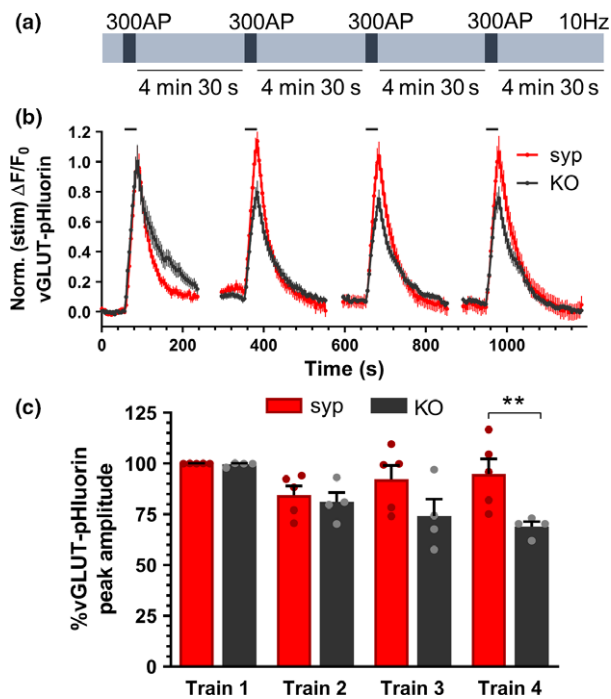 (a) 300AP 300AP 300AP 300AP 10Hz
4 min 30 s 4 min 30 s 4 min 30 s 4 min 30 s
(b)
Norm. (stim) ΔF/F0
vGLUT-pHluorin
1.2
1.0
0.8
0.6
0.4
0.2
0.0
syp
KO
0 200 400 600 800 1000
Time (s)
(c)
syp KO
**
%vGLUT-pHluorin
peak amplitude
125
100
75
50
25
0
Train 1 Train 2 Train 3 Train 4